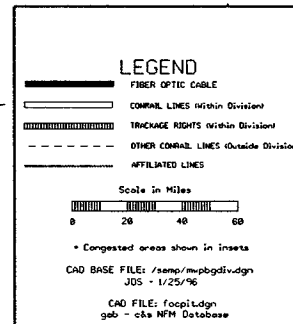 LEGEND
FIBER OPTIC CABLE
CONRAIL LINES (Within Division)
TRACKAGE RIGHTS (Within Division)
OTHER CONRAIL LINES (Outside Division
AFFILIATED LINES
Scale in Miles
0 20 40 60
* Congested areas shown in insets
CAD BASE FILE: /semp/mwpbgdiv.dgn
JDS - 1/25/96
CAD FILE: focpit.dgn
gab - c&s NFM Database